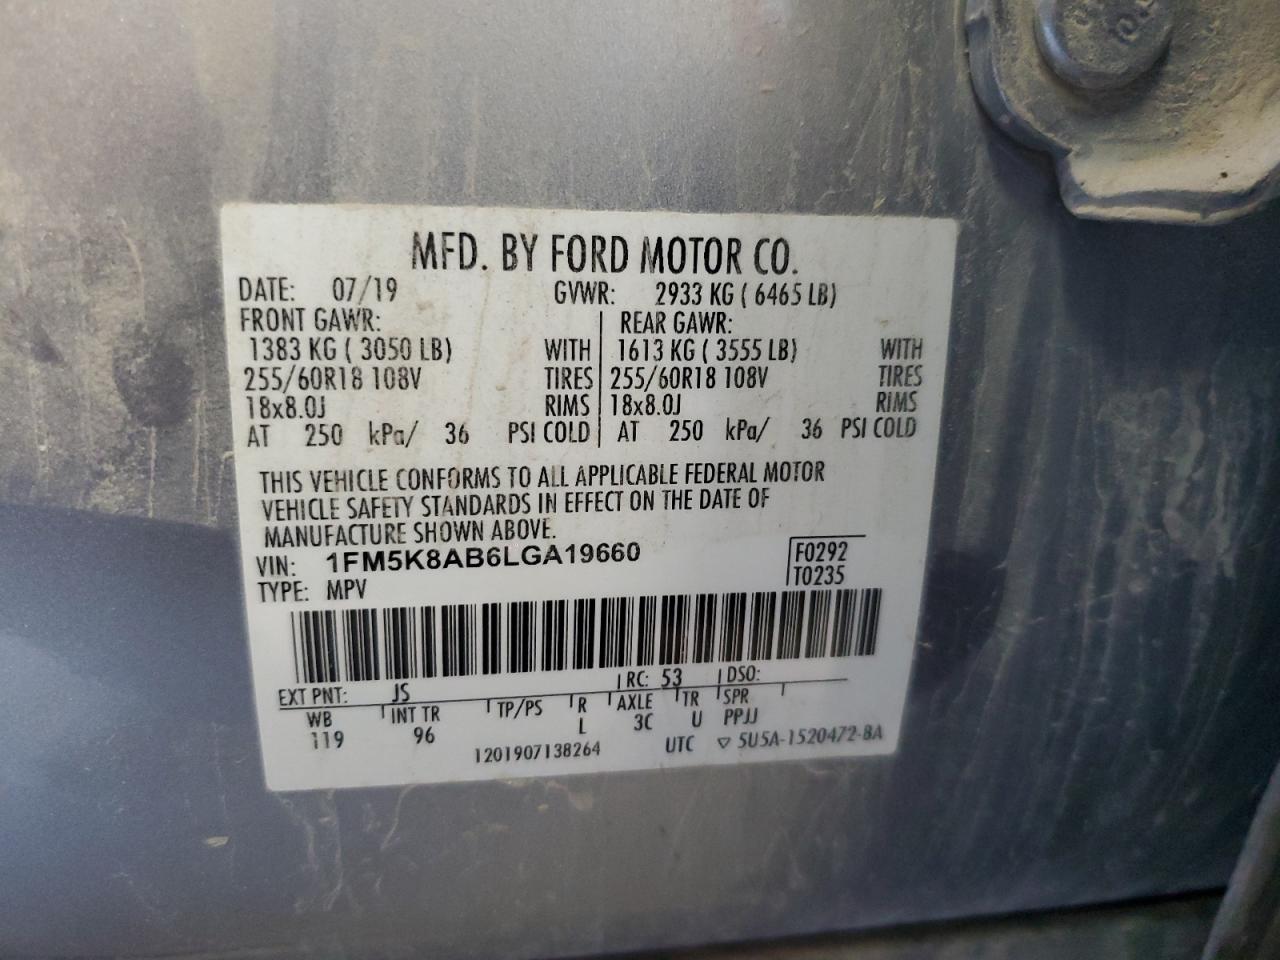 MFD. BY FORD MOTOR CO.
DATE: 07/19 GVWR: 2933 KG ( 6465 LB)
FRONT GAWR: REAR GAWR:
1383 KG ( 3050 LB) WITH 1613 KG ( 3555 LB) WITH
255/60R18 108V TIRES 255/60R18 108V TIRES
18x8.0J RIMS 18x8.0J RIMS
AT 250 kPa/ 36 PSI COLD AT 250 kPa/ 36 PSI COLD
THIS VEHICLE CONFORMS TO ALL APPLICABLE FEDERAL MOTOR
VEHICLE SAFETY STANDARDS IN EFFECT ON THE DATE OF
MANUFACTURE SHOWN ABOVE.
VIN: 1FM5K8AB6LGA19660 F0292
TYPE: MPV T0235
EXT PNT: JS RC: 53 DSO:
WB INT TR TP/PS R AXLE TR SPR
119 96 L 3C U PPJJ
1201907138264 UTC ▽ 5U5A-1520472-BA